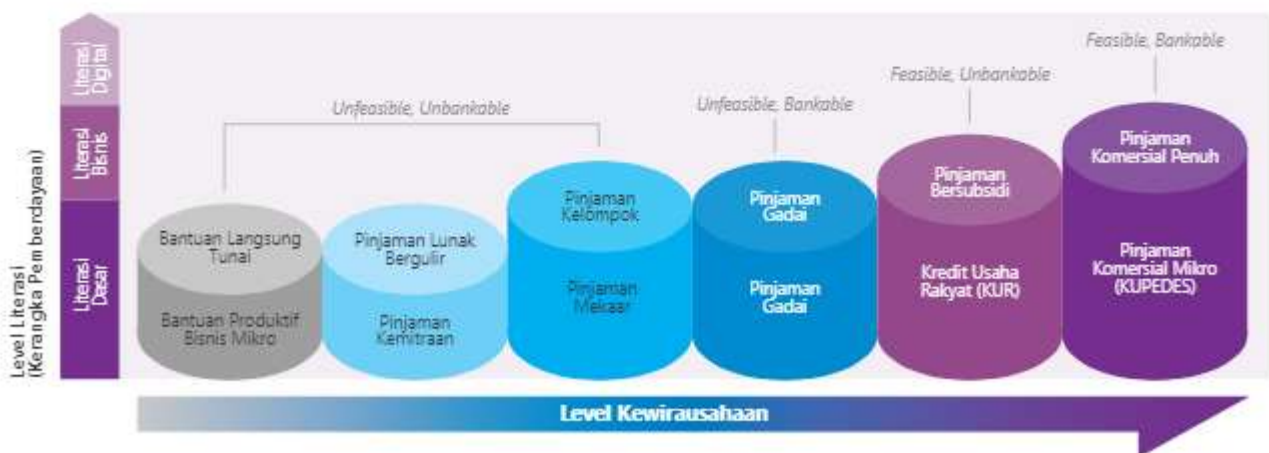 Level Literasi
(Kerangka Pemberdayaan)
Literasi
Digital
Literasi
Bisnis
Literasi
Dasar
Unfeasible, Unbankable
Unfeasible, Bankable
Feasible, Unbankable
Feasible, Bankable
Bantuan Langsung
Tunai
Bantuan Produktif
Bisnis Mikro
Pinjaman Lunak
Bergulir
Pinjaman
Kemitraan
Pinjaman
Kelompok
Pinjaman
Mekaar
Pinjaman
Gadai
Pinjaman
Gadai
Pinjaman
Bersubsidi
Kredit Usaha
Rakyat (KUR)
Pinjaman
Komersial Penuh
Pinjaman
Komersial Mikro
(KUPEDES)
Level Kewirausahaan